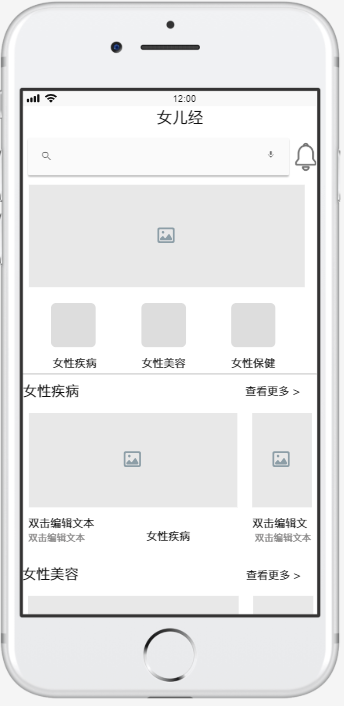 12:00
女儿经
女性疾病 女性美容 女性保健
女性疾病 查看更多 >
双击编辑文本 双击编辑文
双击编辑文本 女性疾病 双击编辑文本
女性美容 查看更多 >